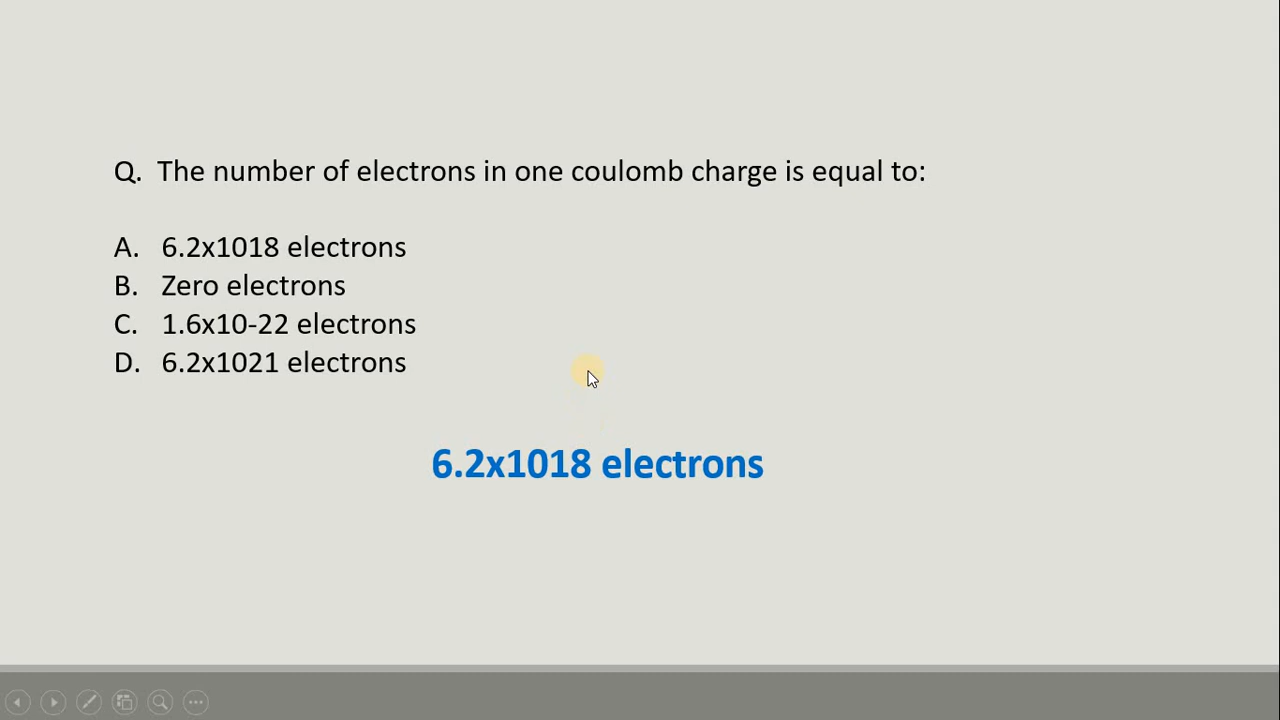 Q. The number of electrons in one coulomb charge is equal to:
A. 6.2x1018 electrons
B. Zero electrons
C. 1.6x10-22 electrons
D. 6.2x1021 electrons
6.2x1018 electrons